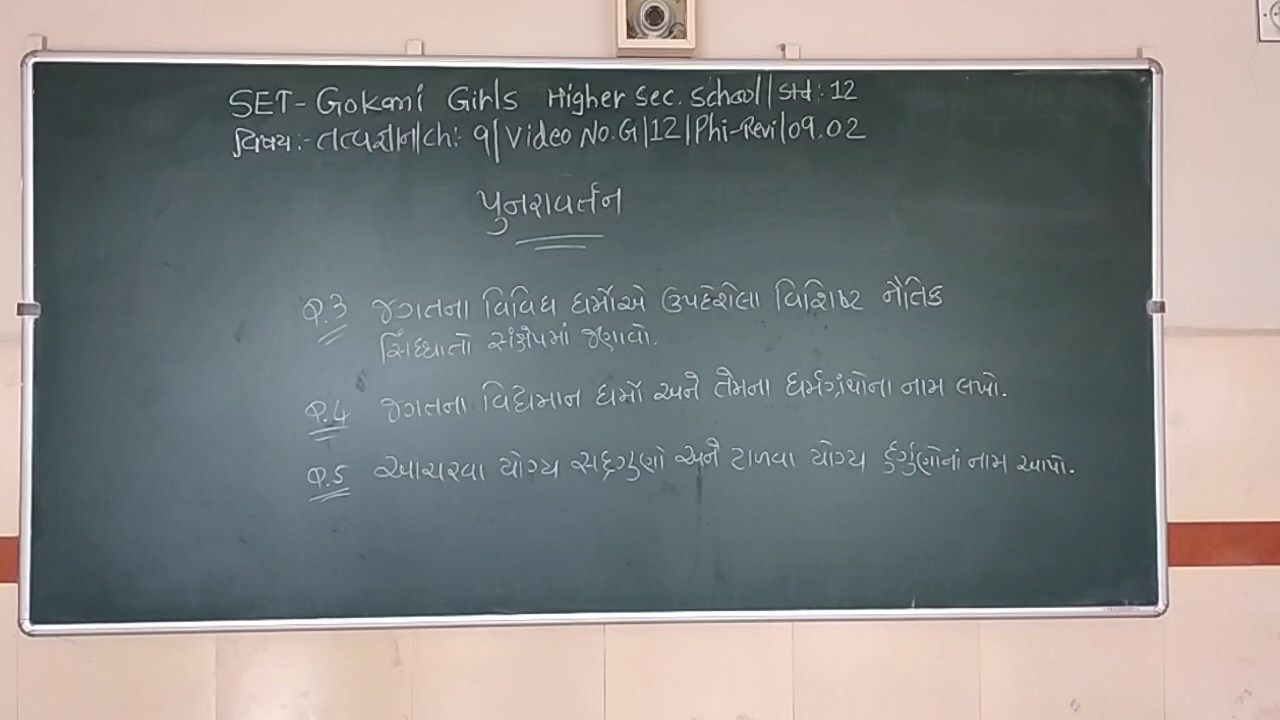 SET- Gokani Girls Higher Sec. School/Std: 12
વિષય:- તત્વજ્ઞાન/ch: 9/Video No. G/12/Phi-Revi/09.02
પુનરાવર્તન
Q.3 જગતના વિવિધ ધર્મોએ ઉપદેશેલા વિશિષ્ટ નૈતિક
સિધ્ધાતો સંક્ષેપમાં જણાવો.
Q.4 જગતના વિદ્યમાન ધર્મો અને તેમના ધર્મગ્રંથોના નામ લખો.
Q.5 આચરવા યોગ્ય સદ્દગુણો અને ટાળવા યોગ્ય દુર્ગુણોનાં નામ આપો.